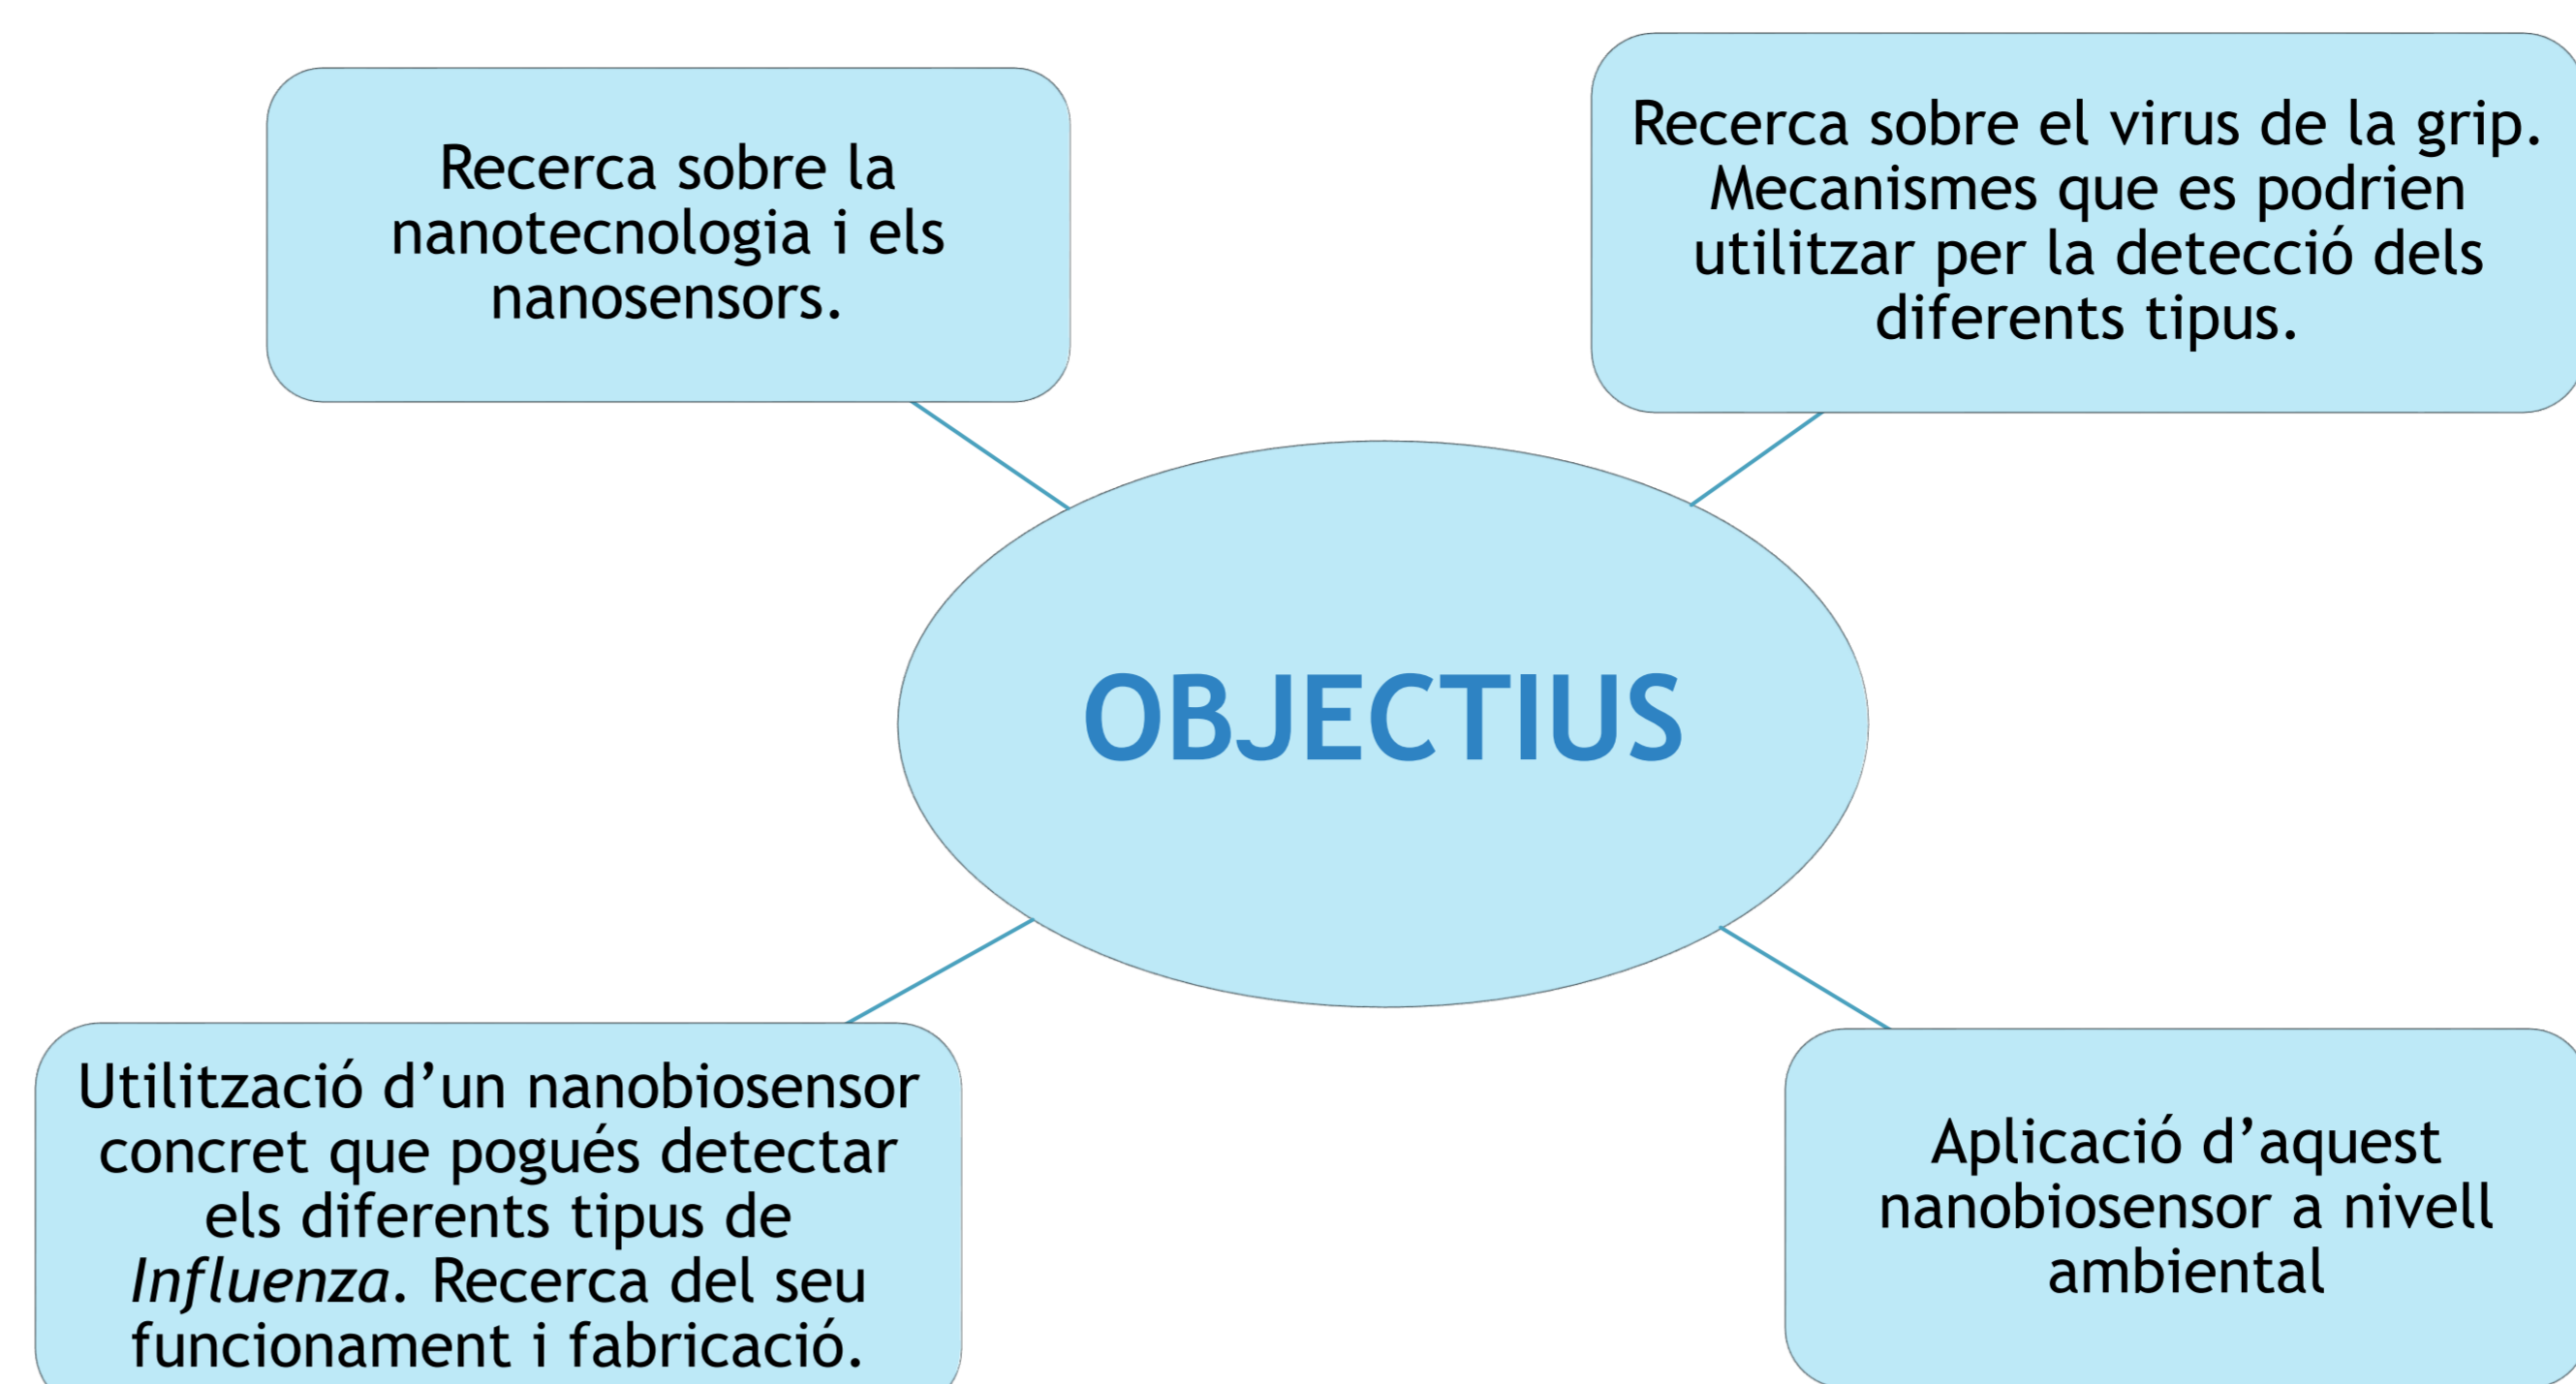 Recerca sobre la
nanotecnologia i els
nanosensors.
Recerca sobre el virus de la grip.
Mecanismes que es podrien
utilitzar per la detecció dels
diferents tipus.
OBJECTIUS
Utilització d’un nanobiosensor
concret que pogués detectar
els diferents tipus de
Influenza. Recerca del seu
funcionament i fabricació.
Aplicació d’aquest
nanobiosensor a nivell
ambiental